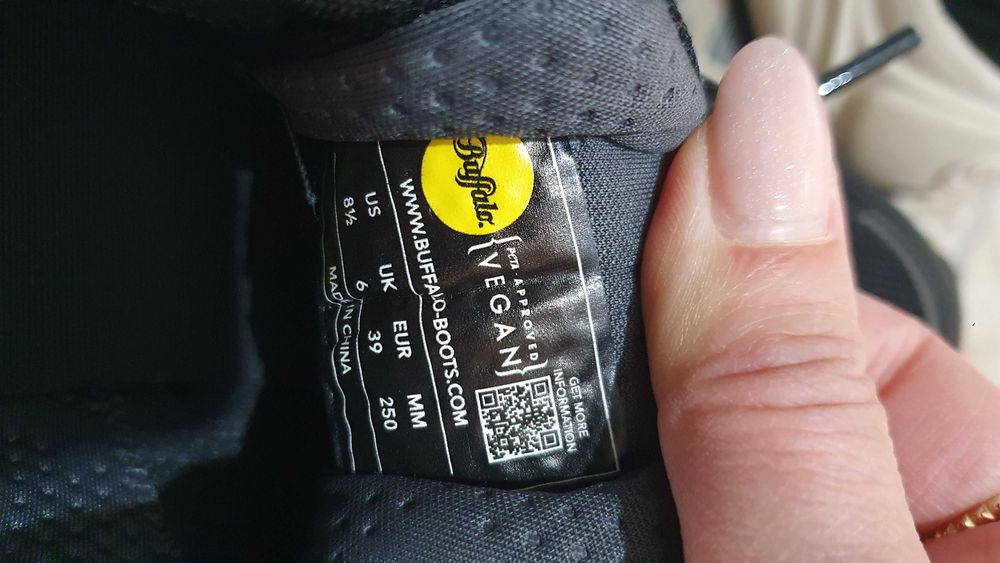 Buffalo.
PETA - APPROVED
VEGAN
GET MORE
INFORMATION
WWW.BUFFALO-BOOTS.COM
US UK EUR MM
8½ 6 39 250
MADE IN CHINA